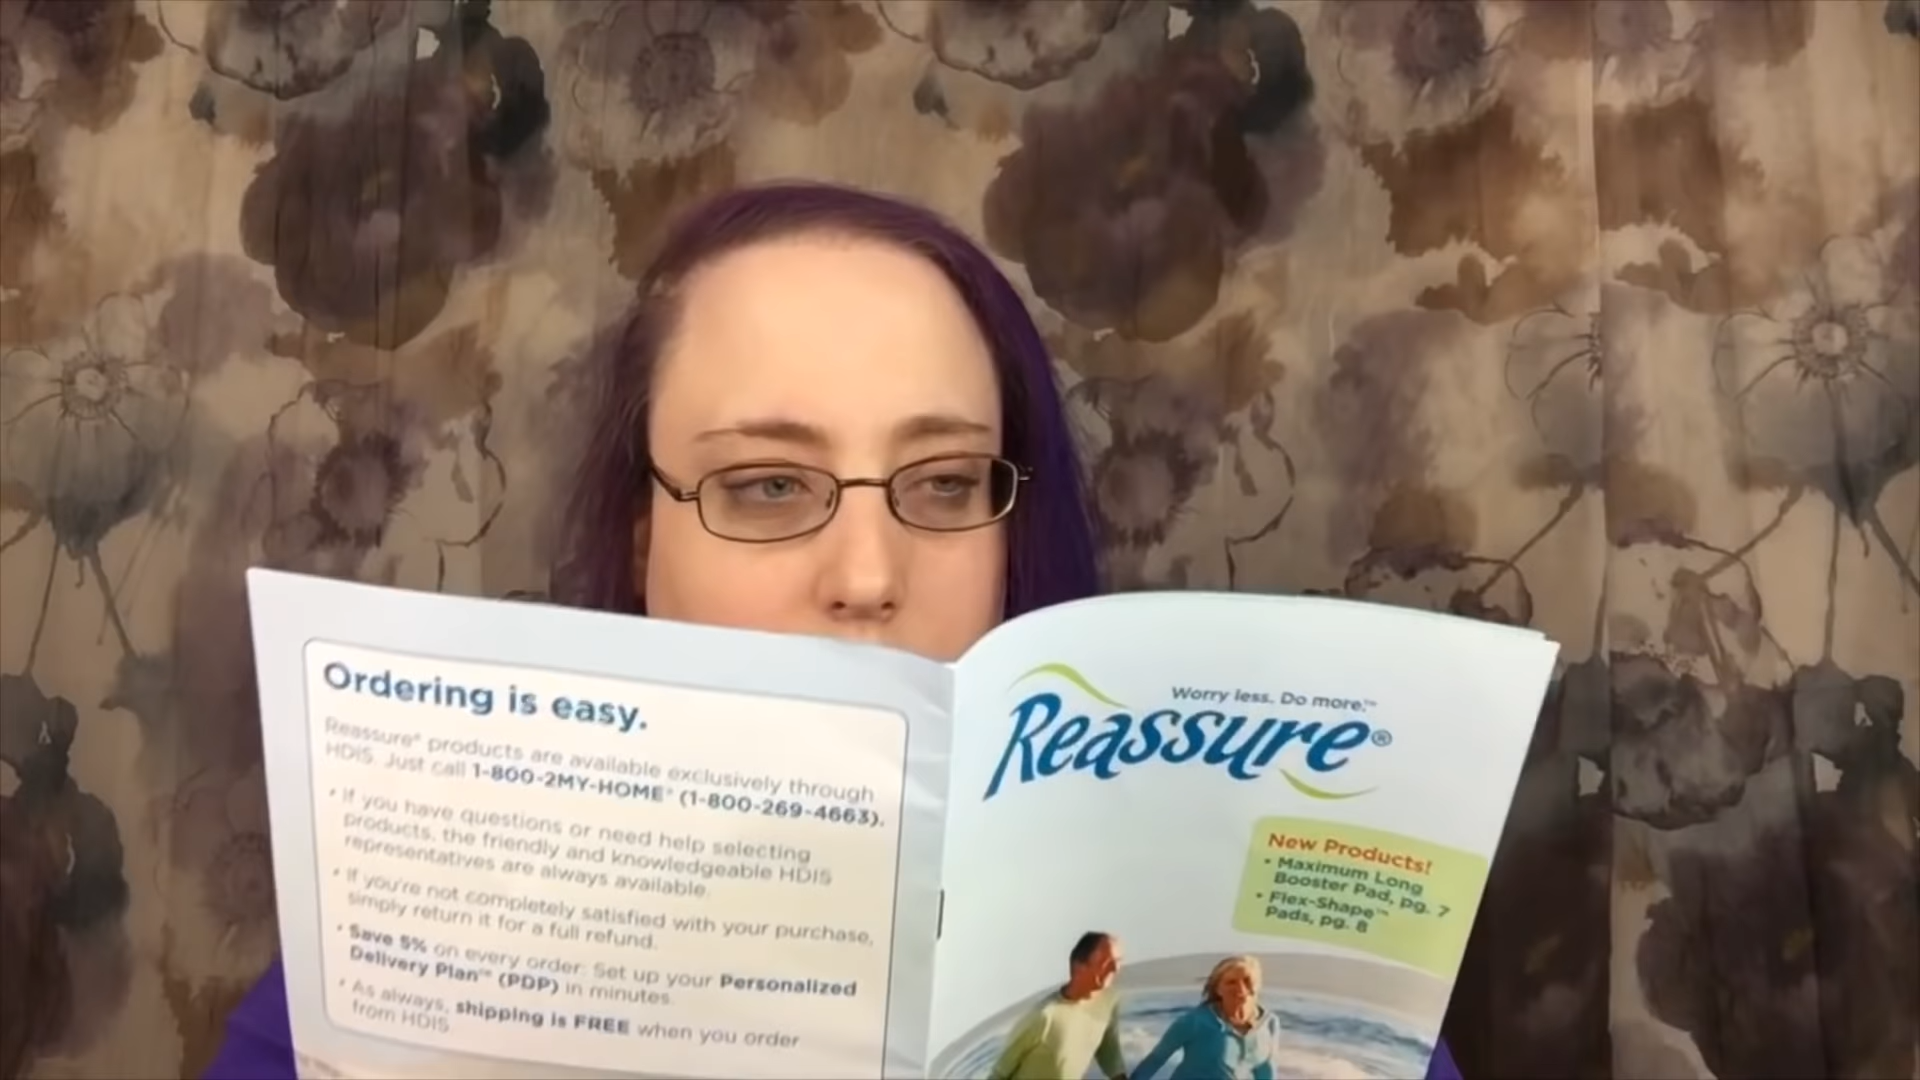 Ordering is easy.
Reassure® products are available exclusively through
HDIS. Just call 1-800-2MY-HOME® (1-800-269-4663).
• If you have questions or need help selecting
products, the friendly and knowledgeable HDIS
representatives are always available.
• If you're not completely satisfied with your purchase,
simply return it for a full refund.
• Save 5% on every order. Set up your Personalized
Delivery Plan™ (PDP) in minutes.
• As always, shipping is FREE when you order
from HDIS
Worry less. Do more.™
Reassure®
New Products!
• Maximum Long
Booster Pad, pg. 7
• Flex-Shape™
Pads, pg. 8